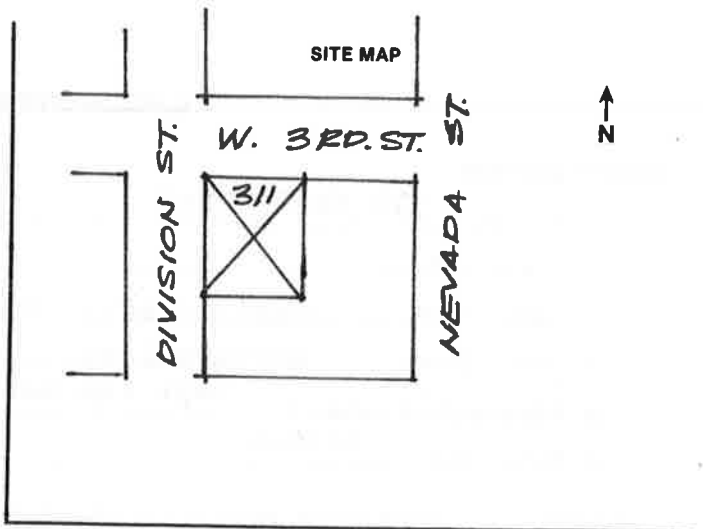 SITE MAP
N
W. 3RD. ST.
DIVISION ST.
NEVADA ST.
311